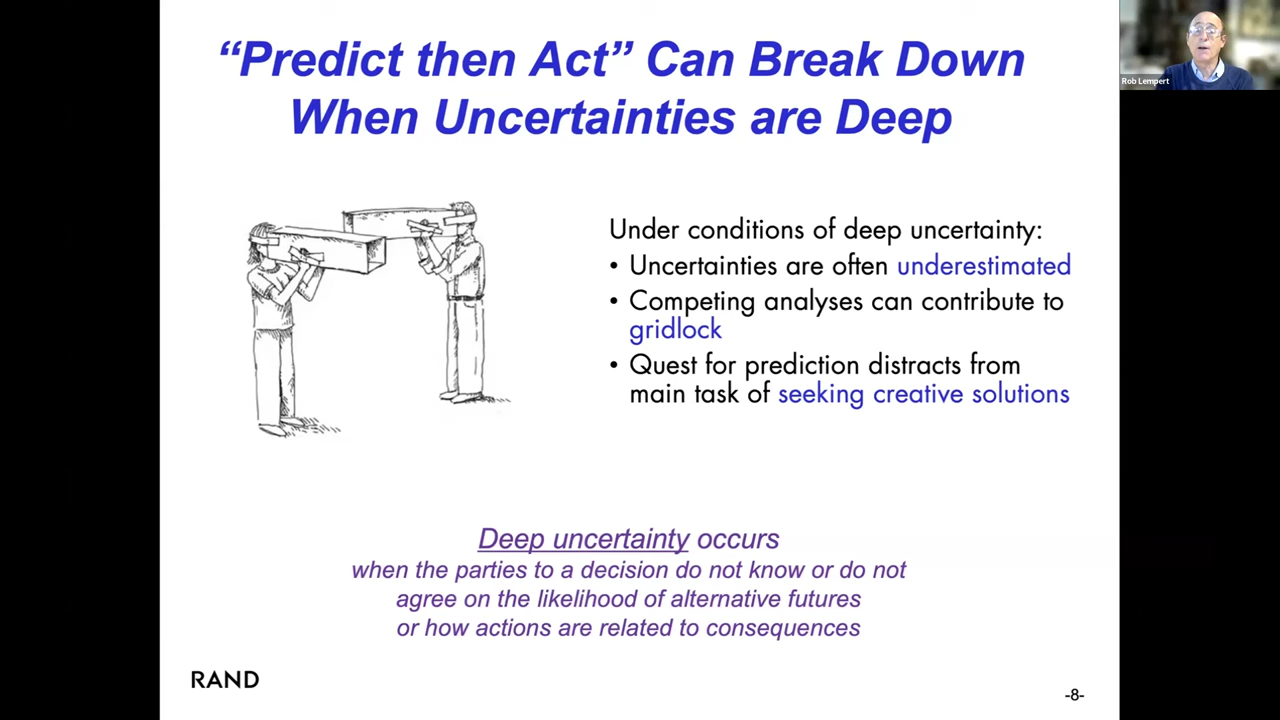 “Predict then Act” Can Break Down
When Uncertainties are Deep
Rob Lempert
Under conditions of deep uncertainty:
• Uncertainties are often underestimated
• Competing analyses can contribute to
gridlock
• Quest for prediction distracts from
main task of seeking creative solutions
Deep uncertainty occurs
when the parties to a decision do not know or do not
agree on the likelihood of alternative futures
or how actions are related to consequences
RAND
-8-